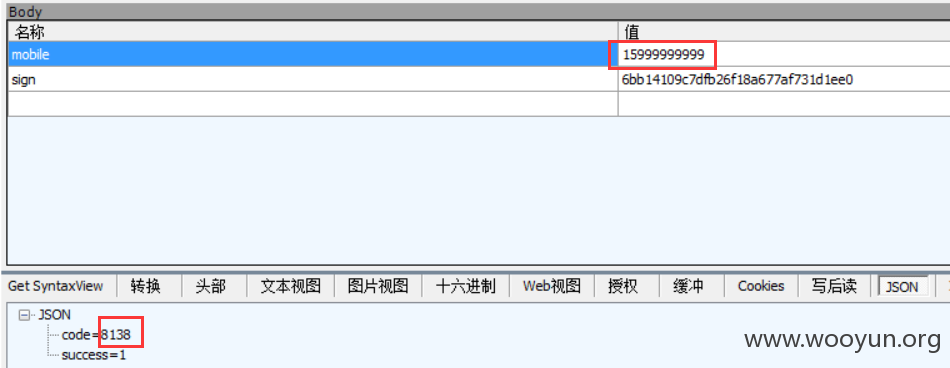 Body
名称 值
mobile 15999999999
sign 6bb14109c7dfb26f18a677af731d1ee0
Get SyntaxView 转换 头部 文本视图 图片视图 十六进制 Web视图 授权 缓冲 Cookies 写后读 JSON
JSON
code=8138
success=1
www.wooyun.org